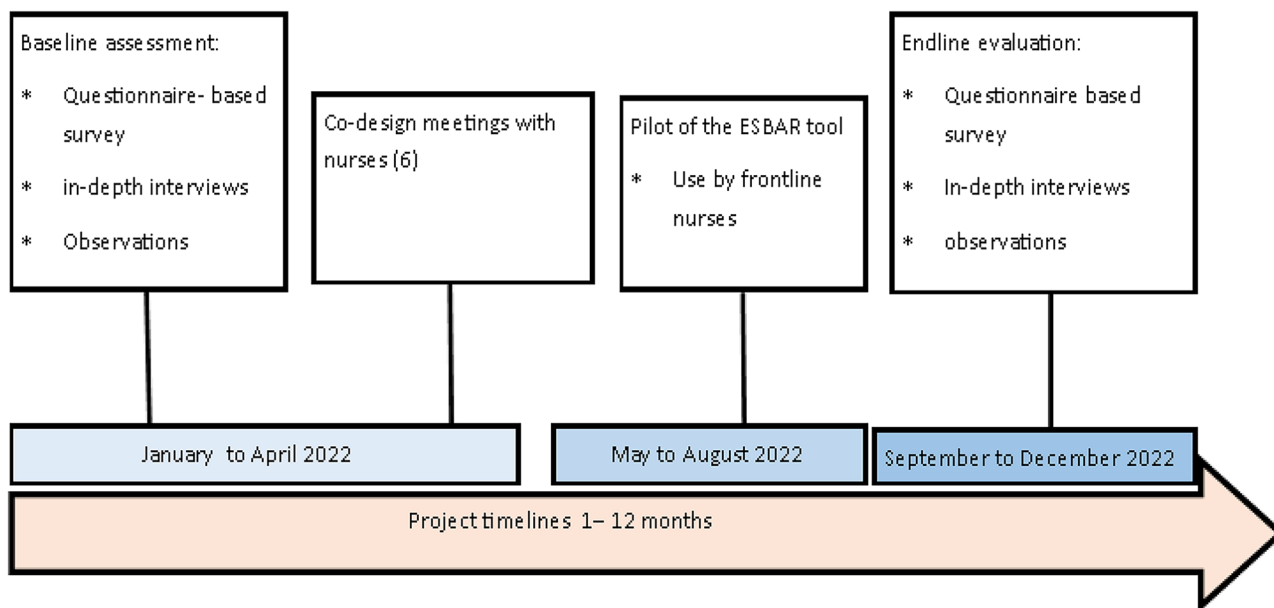 Baseline assessment:
* Questionnaire- based
survey
* in-depth interviews
* Observations
Co-design meetings with
nurses (6)
Pilot of the ESBAR tool
* Use by frontline
nurses
Endline evaluation:
* Questionnaire based
survey
* In-depth interviews
* observations
January to April 2022
May to August 2022
September to December 2022
Project timelines 1– 12 months